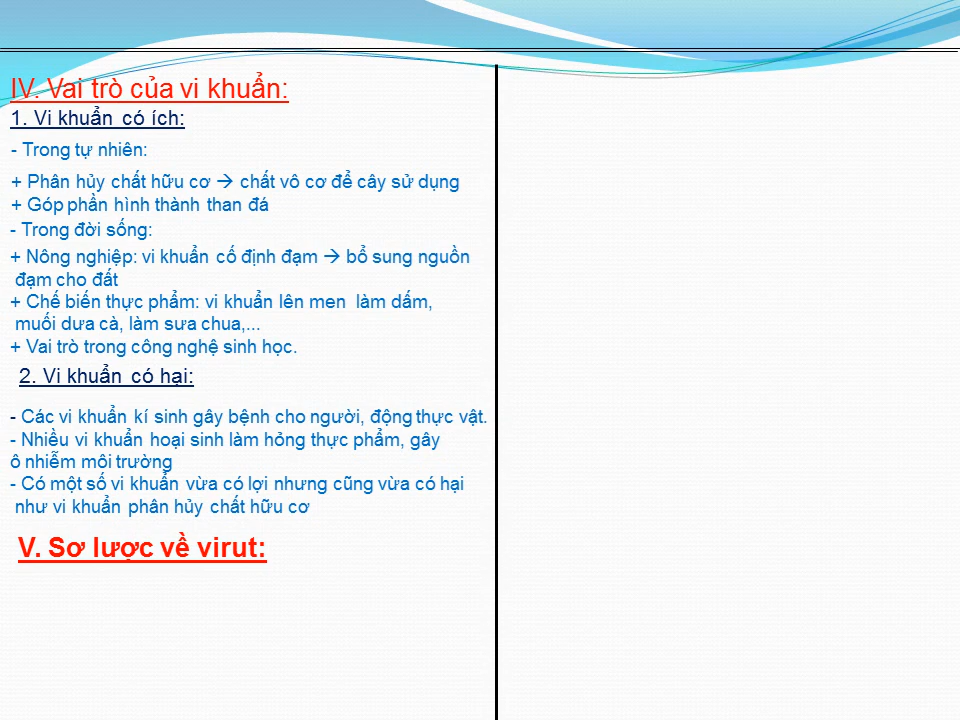 IV. Vai trò của vi khuẩn:
1. Vi khuẩn có ích:
- Trong tự nhiên:
+ Phân hủy chất hữu cơ → chất vô cơ để cây sử dụng
+ Góp phần hình thành than đá
- Trong đời sống:
+ Nông nghiệp: vi khuẩn cố định đạm → bổ sung nguồn
đạm cho đất
+ Chế biến thực phẩm: vi khuẩn lên men làm dấm,
muối dưa cà, làm sưa chua,...
+ Vai trò trong công nghệ sinh học.
2. Vi khuẩn có hại:
- Các vi khuẩn kí sinh gây bệnh cho người, động thực vật.
- Nhiều vi khuẩn hoại sinh làm hỏng thực phẩm, gây
ô nhiễm môi trường
- Có một số vi khuẩn vừa có lợi nhưng cũng vừa có hại
như vi khuẩn phân hủy chất hữu cơ
V. Sơ lược về virut: